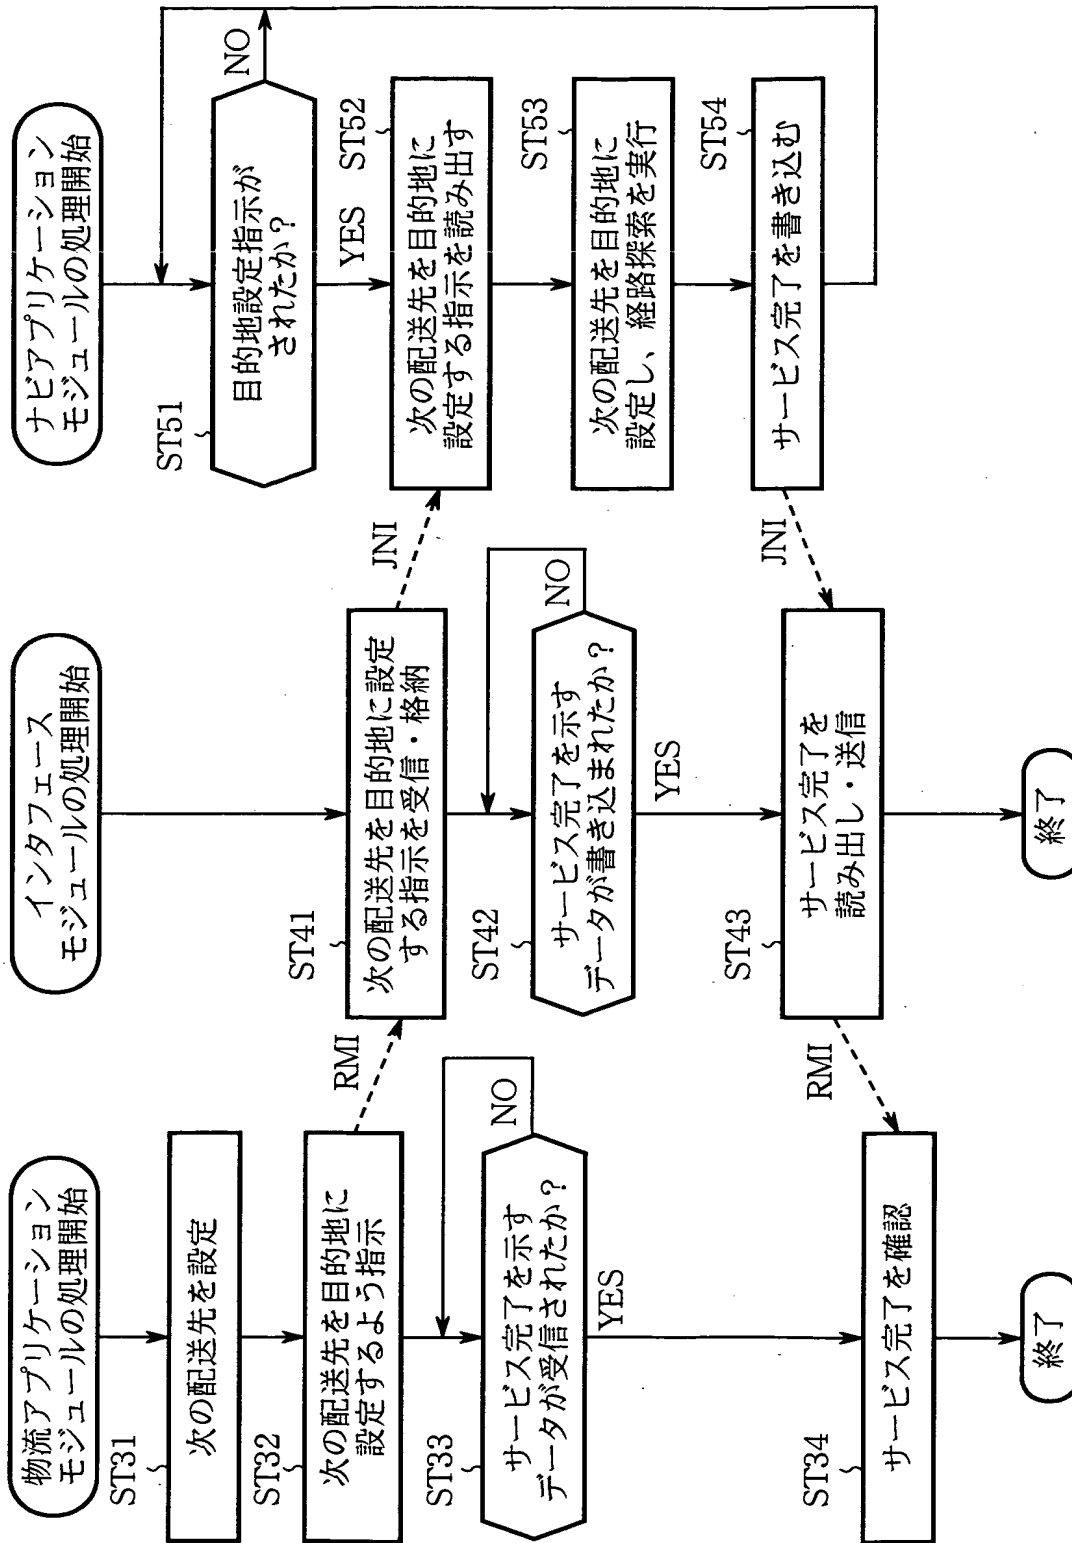 物流アプリケーション
モジュールの処理開始
ST31
次の配送先を設定
ST32
次の配送先を目的地に
設定するよう指示
RMI
ST33
サービス完了を示す
データが受信されたか？
NO
YES
ST34
サービス完了を確認
終了
インタフェース
モジュールの処理開始
ST41
次の配送先を目的地に設定
する指示を受信・格納
JNI
ST42
サービス完了を示す
データが書き込まれたか？
NO
YES
ST43
サービス完了を
読み出し・送信
RMI
終了
ナビアプリケーション
モジュールの処理開始
ST51
目的地設定指示が
されたか？
NO
YES
ST52
次の配送先を目的地に
設定する指示を読み出す
ST53
次の配送先を目的地に
設定し、経路探索を実行
ST54
サービス完了を書き込む
JNI